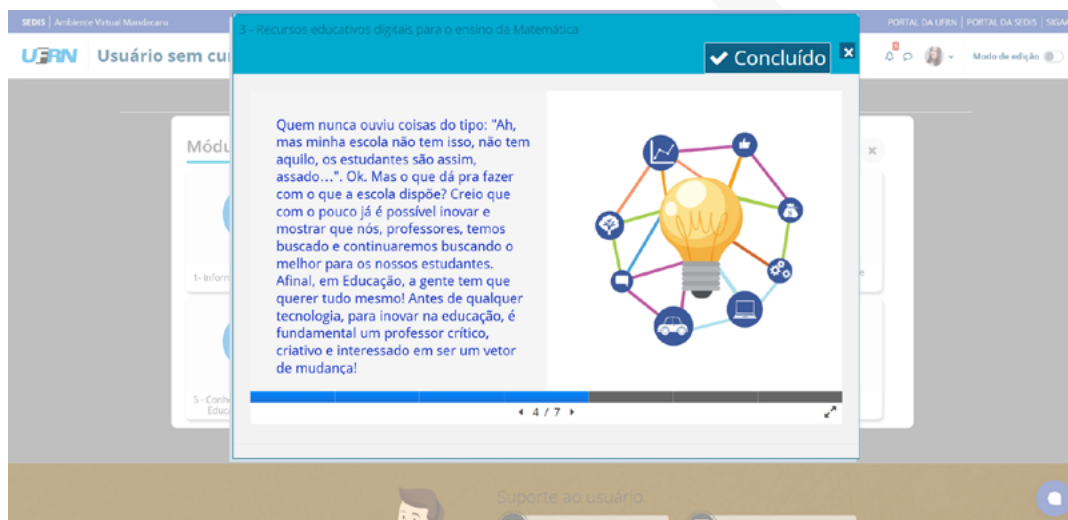 SEDIS | Ambiente Virtual Mandacaru
PORTAL DA UFRN | PORTAL DA SEDIS | SIGAA
3 - Recursos educativos digitais para o ensino da Matemática
UFRN
Usuário sem cu
Concluído
Modo de edição
Módu
Quem nunca ouviu coisas do tipo: "Ah,
mas minha escola não tem isso, não tem
aquilo, os estudantes são assim,
assado...". Ok. Mas o que dá pra fazer
com o que a escola dispõe? Creio que
com o pouco já é possível inovar e
mostrar que nós, professores, temos
buscado e continuaremos buscando o
melhor para os nossos estudantes.
Afinal, em Educação, a gente tem que
querer tudo mesmo! Antes de qualquer
tecnologia, para inovar na educação, é
fundamental um professor crítico,
criativo e interessado em ser um vetor
de mudança!
1- Inform
e
5 - Conh
Educ
4 / 7
Suporte ao usuário.